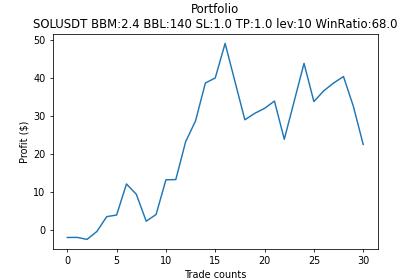 Portfolio
SOLUSDT BBM:2.4 BBL:140 SL:1.0 TP:1.0 lev:10 WinRatio:68.0
50
40
30
20
10
0
Profit ($)
0 5 10 15 20 25 30
Trade counts